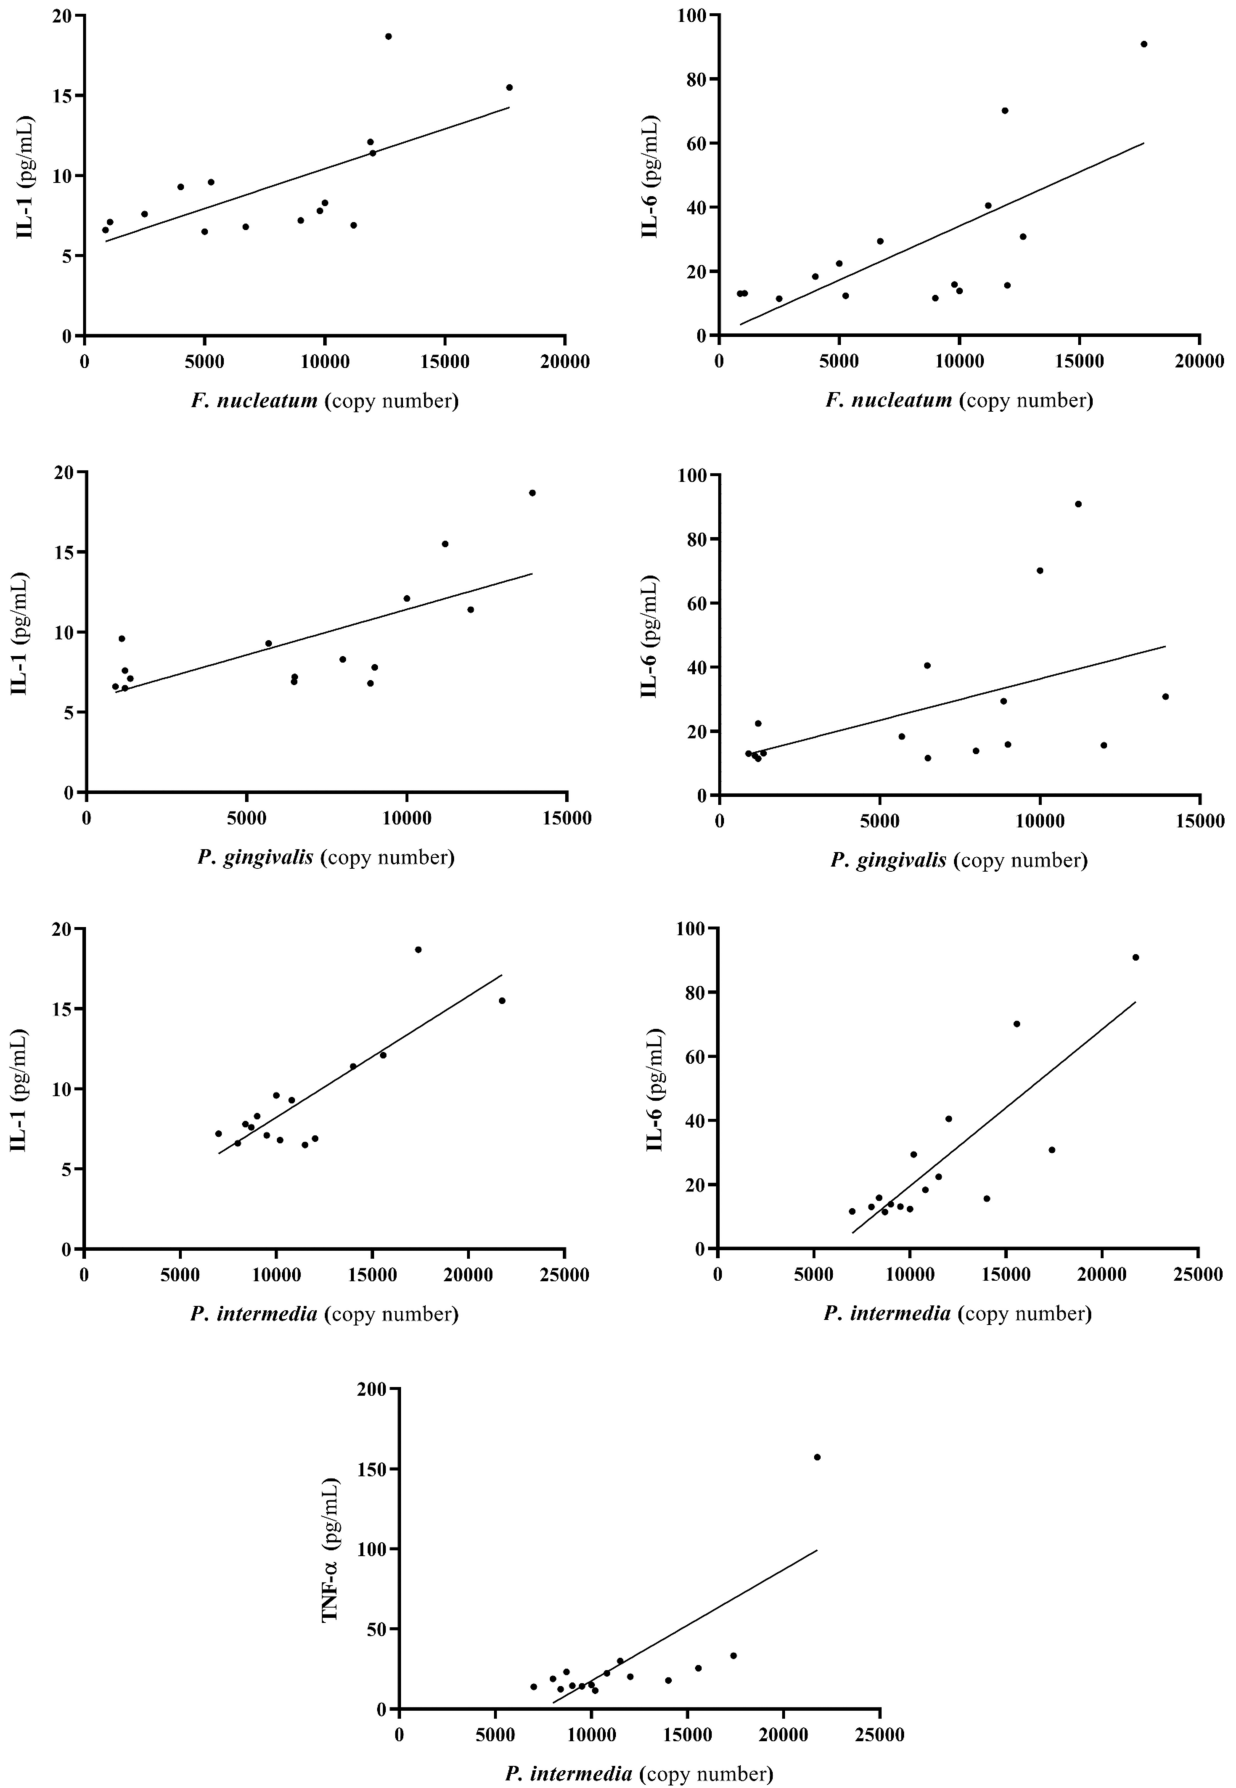 20
15
10
5
0
IL-1 (pg/mL)
0 5000 10000 15000 20000
F. nucleatum (copy number)
100
80
60
40
20
0
IL-6 (pg/mL)
0 5000 10000 15000 20000
F. nucleatum (copy number)
20
15
10
5
0
IL-1 (pg/mL)
0 5000 10000 15000
P. gingivalis (copy number)
100
80
60
40
20
0
IL-6 (pg/mL)
0 5000 10000 15000
P. gingivalis (copy number)
20
15
10
5
0
IL-1 (pg/mL)
0 5000 10000 15000 20000 25000
P. intermedia (copy number)
100
80
60
40
20
0
IL-6 (pg/mL)
0 5000 10000 15000 20000 25000
P. intermedia (copy number)
200
150
100
50
0
TNF-α (pg/mL)
0 5000 10000 15000 20000 25000
P. intermedia (copy number)